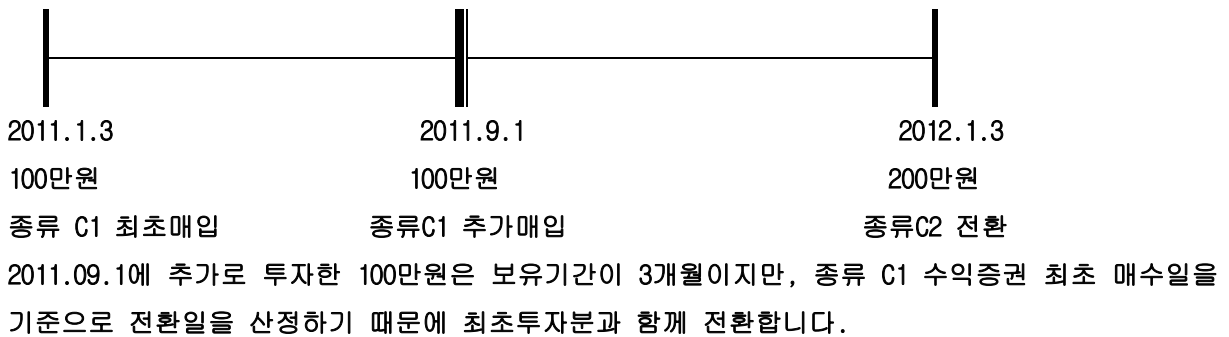 2011.1.3 2011.9.1 2012.1.3
100만원 100만원 200만원
종류 C1 최초매입 종류C1 추가매입 종류C2 전환
2011.09.1에 추가로 투자한 100만원은 보유기간이 3개월이지만, 종류 C1 수익증권 최초 매수일을
기준으로 전환일을 산정하기 때문에 최초투자분과 함께 전환합니다.